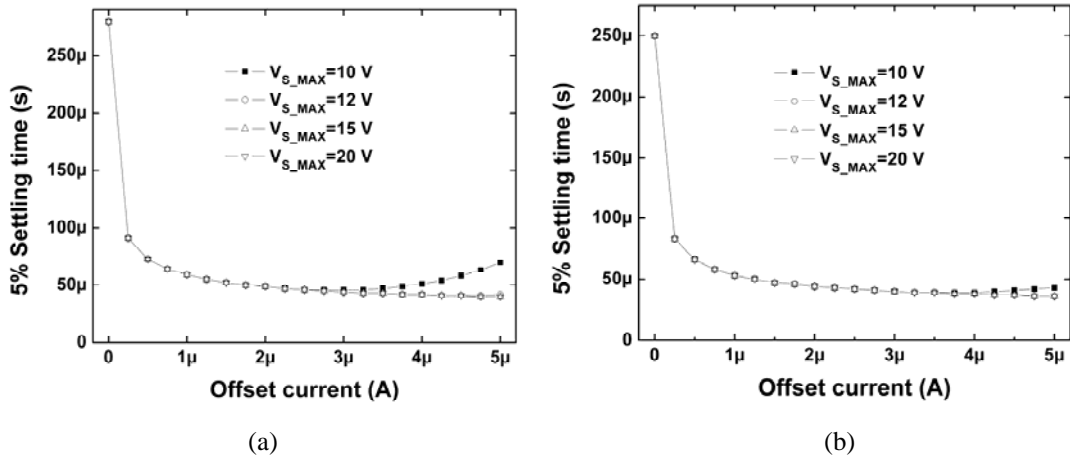 5% Settling time (s)
250µ
200µ
150µ
100µ
50µ
0
V_S_MAX=10 V
V_S_MAX=12 V
V_S_MAX=15 V
V_S_MAX=20 V
0 1µ 2µ 3µ 4µ 5µ
Offset current (A)
(a)
5% Settling time (s)
250µ
200µ
150µ
100µ
50µ
0
V_S_MAX=10 V
V_S_MAX=12 V
V_S_MAX=15 V
V_S_MAX=20 V
0 1µ 2µ 3µ 4µ 5µ
Offset current (A)
(b)